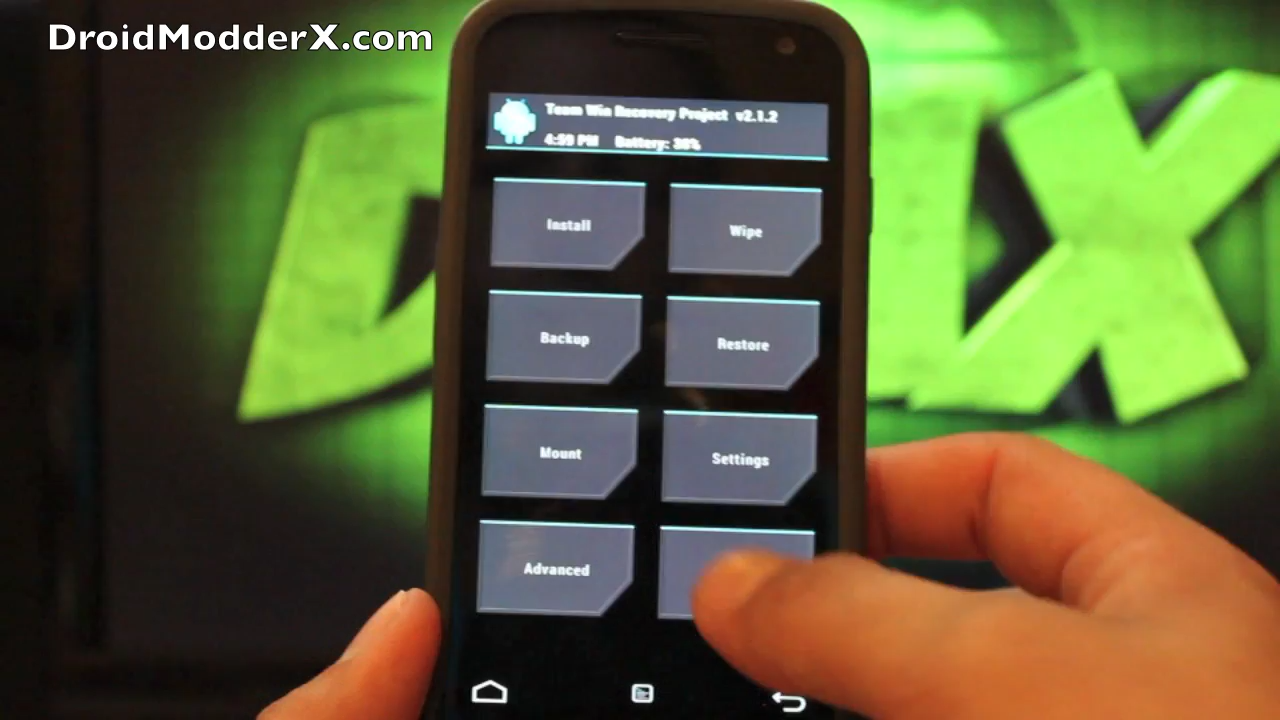 DroidModderX.com
Team Win Recovery Project v2.1.2
4:59 PM Battery: 36%
Install
Wipe
Backup
Restore
Mount
Settings
Advanced
D X